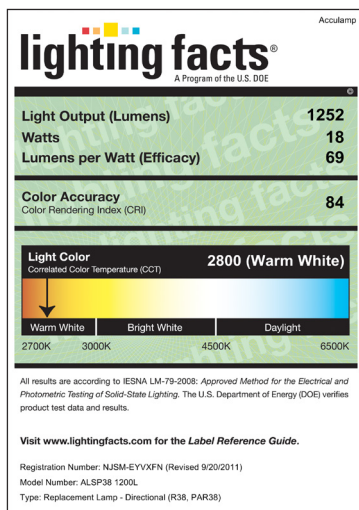 Acculamp
lighting facts®
A Program of the U.S. DOE
Light Output (Lumens) 1252
Watts 18
Lumens per Watt (Efficacy) 69
Color Accuracy
Color Rendering Index (CRI) 84
Light Color
Correlated Color Temperature (CCT) 2800 (Warm White)
Warm White Bright White Daylight
2700K 3000K 4500K 6500K
All results are according to IESNA LM-79-2008: Approved Method for the Electrical and
Photometric Testing of Solid-State Lighting. The U.S. Department of Energy (DOE) verifies
product test data and results.
Visit www.lightingfacts.com for the Label Reference Guide.
Registration Number: NJSM-EYVXFN (Revised 9/20/2011)
Model Number: ALSP38 1200L
Type: Replacement Lamp - Directional (R38, PAR38)